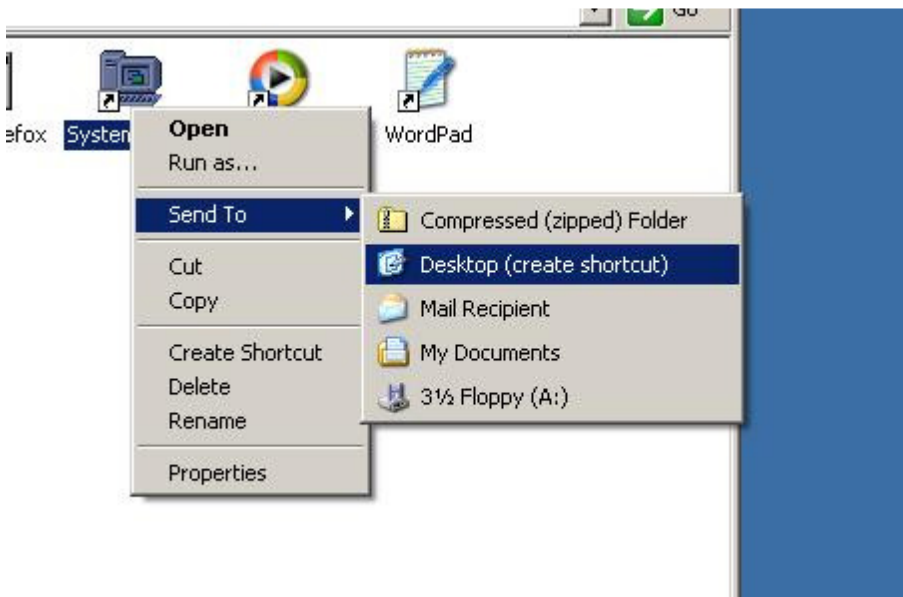 Go
efox
System
WordPad
Open
Run as...
Send To
Cut
Copy
Create Shortcut
Delete
Rename
Properties
Compressed (zipped) Folder
Desktop (create shortcut)
Mail Recipient
My Documents
3½ Floppy (A:)